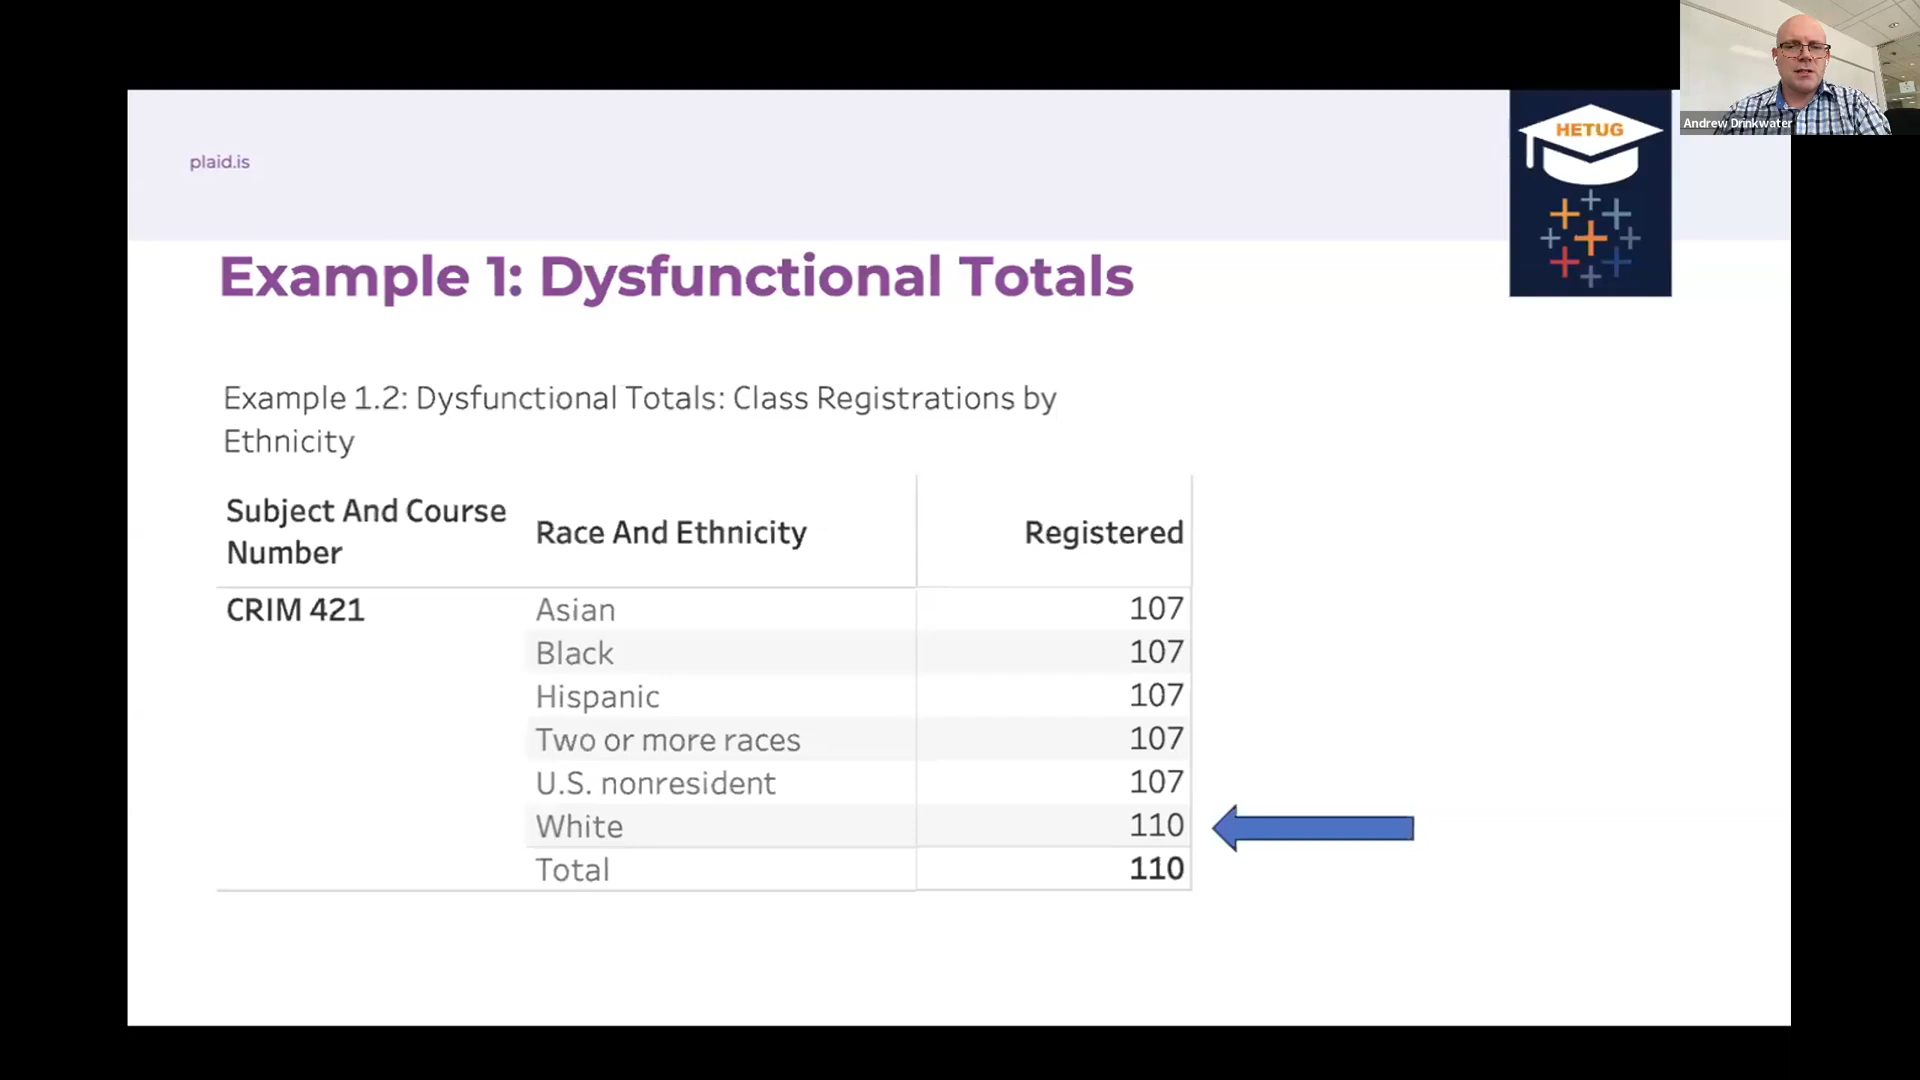 Andrew Drinkwater
HETUG
plaid.is
Example 1: Dysfunctional Totals
Example 1.2: Dysfunctional Totals: Class Registrations by
Ethnicity
Subject And Course
Number
Race And Ethnicity
Registered
CRIM 421
Asian 107
Black 107
Hispanic 107
Two or more races 107
U.S. nonresident 107
White 110
Total 110